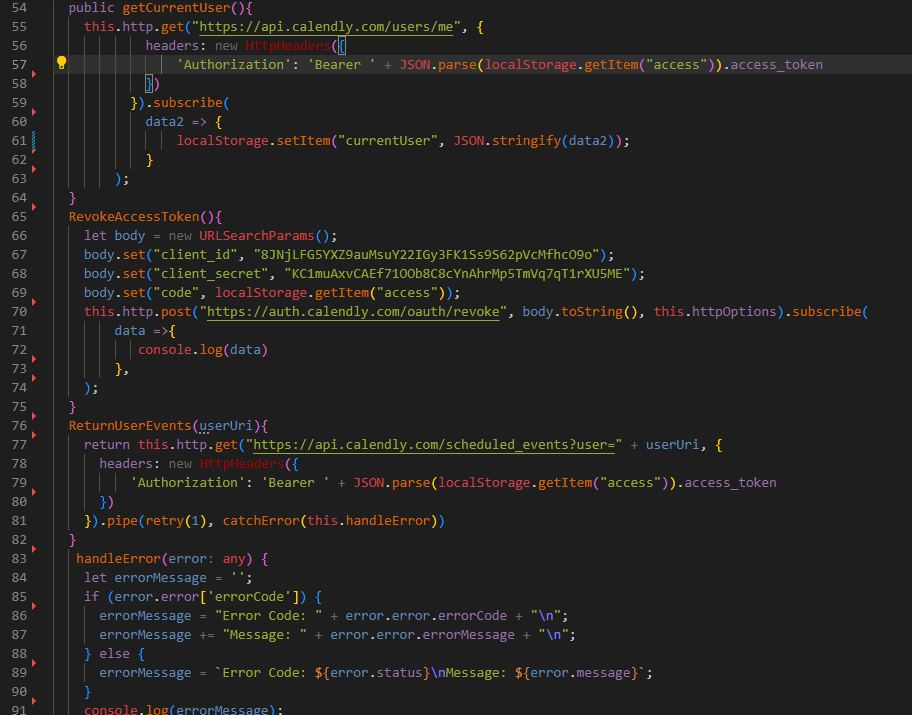 54 public getCurrentUser(){
55 this.http.get("https://api.calendly.com/users/me", {
56 headers: new HttpHeaders({
57 'Authorization': 'Bearer ' + JSON.parse(localStorage.getItem("access")).access_token
58 })
59 }).subscribe(
60 data2 => {
61 localStorage.setItem("currentUser", JSON.stringify(data2));
62 }
63 );
64 }
65 RevokeAccessToken(){
66 let body = new URLSearchParams();
67 body.set("client_id", "8JNjLFG5YXZ9auMsuY22IGy3FK1Ss9S62pVcMfhcO9o");
68 body.set("client_secret", "KC1muAxvCAEf71OOb8C8cYnAhrMp5TmVq7qT1rXU5ME");
69 body.set("code", localStorage.getItem("access"));
70 this.http.post("https://auth.calendly.com/oauth/revoke", body.toString(), this.httpOptions).subscribe(
71 data =>{
72 console.log(data)
73 },
74 );
75 }
76 ReturnUserEvents(userUri){
77 return this.http.get("https://api.calendly.com/scheduled_events?user=" + userUri, {
78 headers: new HttpHeaders({
79 'Authorization': 'Bearer ' + JSON.parse(localStorage.getItem("access")).access_token
80 })
81 }).pipe(retry(1), catchError(this.handleError))
82 }
83 handleError(error: any) {
84 let errorMessage = '';
85 if (error.error['errorCode']) {
86 errorMessage = "Error Code: " + error.error.errorCode + "\n";
87 errorMessage += "Message: " + error.error.errorMessage + "\n";
88 } else {
89 errorMessage = `Error Code: ${error.status}\nMessage: ${error.message}`;
90 }
91 console.log(errorMessage);